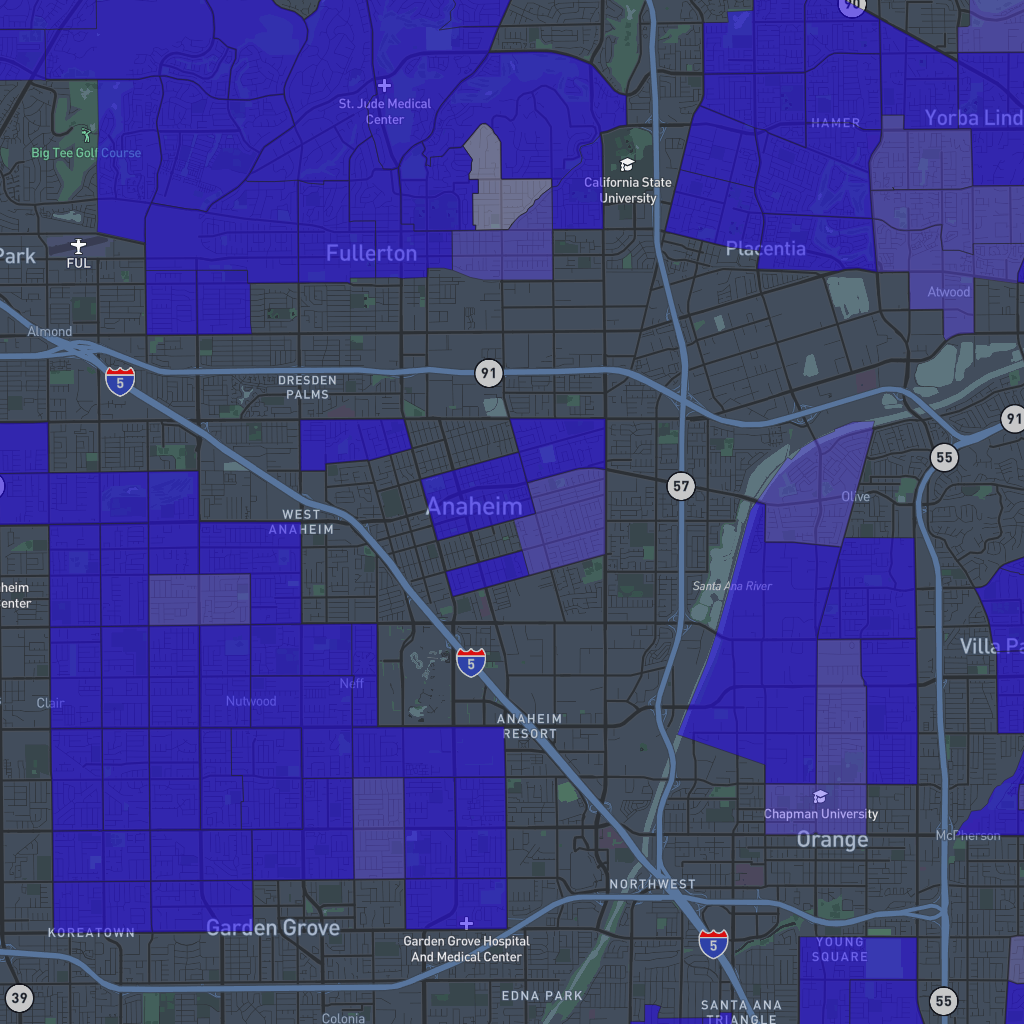 90
St. Jude Medical
Center
Yorba Lind
HAMER
Big Tee Golf Course
California State
University
Fullerton
Placentia
Park
FUL
Atwood
Almond
5
91
DRESDEN
PALMS
91
55
57
Anaheim
Olive
WEST
ANAHEIM
heim
enter
Santa Ana River
Villa Pa
5
Neff
Nutwood
Clair
ANAHEIM
RESORT
Chapman University
Orange
McPherson
NORTHWEST
Garden Grove
KOREATOWN
Garden Grove Hospital
And Medical Center
5
YOUNG
SQUARE
39
EDNA PARK
55
SANTA ANA
TRIANGLE
Colonia